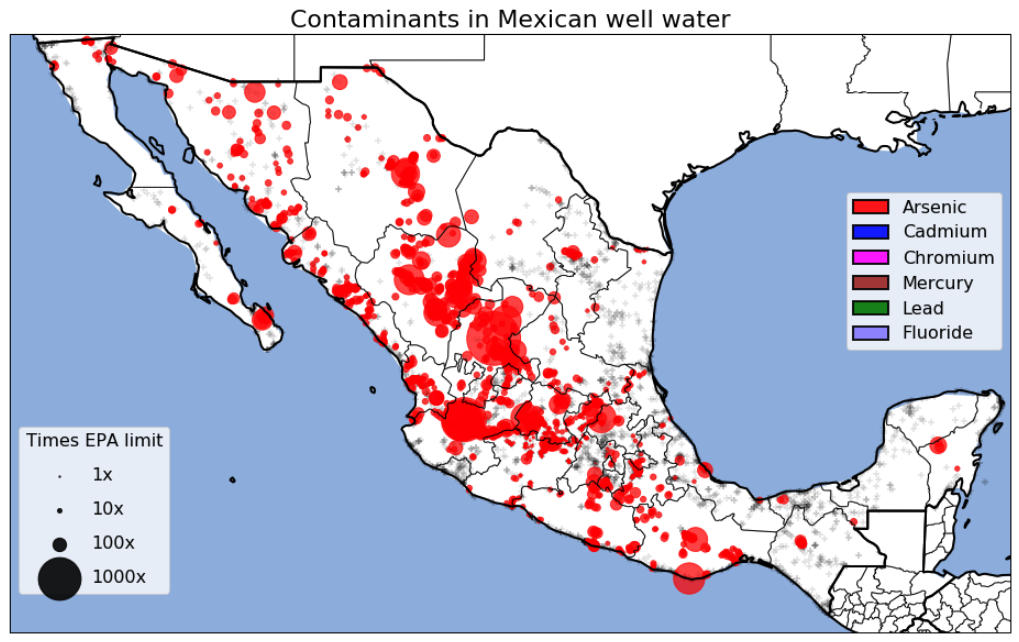 Contaminants in Mexican well water
Arsenic
Cadmium
Chromium
Mercury
Lead
Fluoride
Times EPA limit
1x
10x
100x
1000x